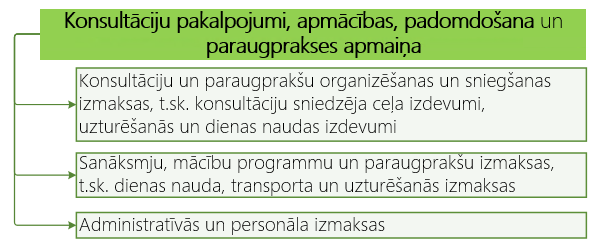 Konsultāciju pakalpojumi, apmācības, padomdošana un
paraugprakses apmaiņa
Konsultāciju un paraugprakšu organizēšanas un sniegšanas
izmaksas, t.sk. konsultāciju sniedzēja ceļa izdevumi,
uzturēšanās un dienas naudas izdevumi
Sanāksmju, mācību programmu un paraugprakšu izmaksas,
t.sk. dienas nauda, transporta un uzturēšanās izmaksas
Administratīvās un personāla izmaksas